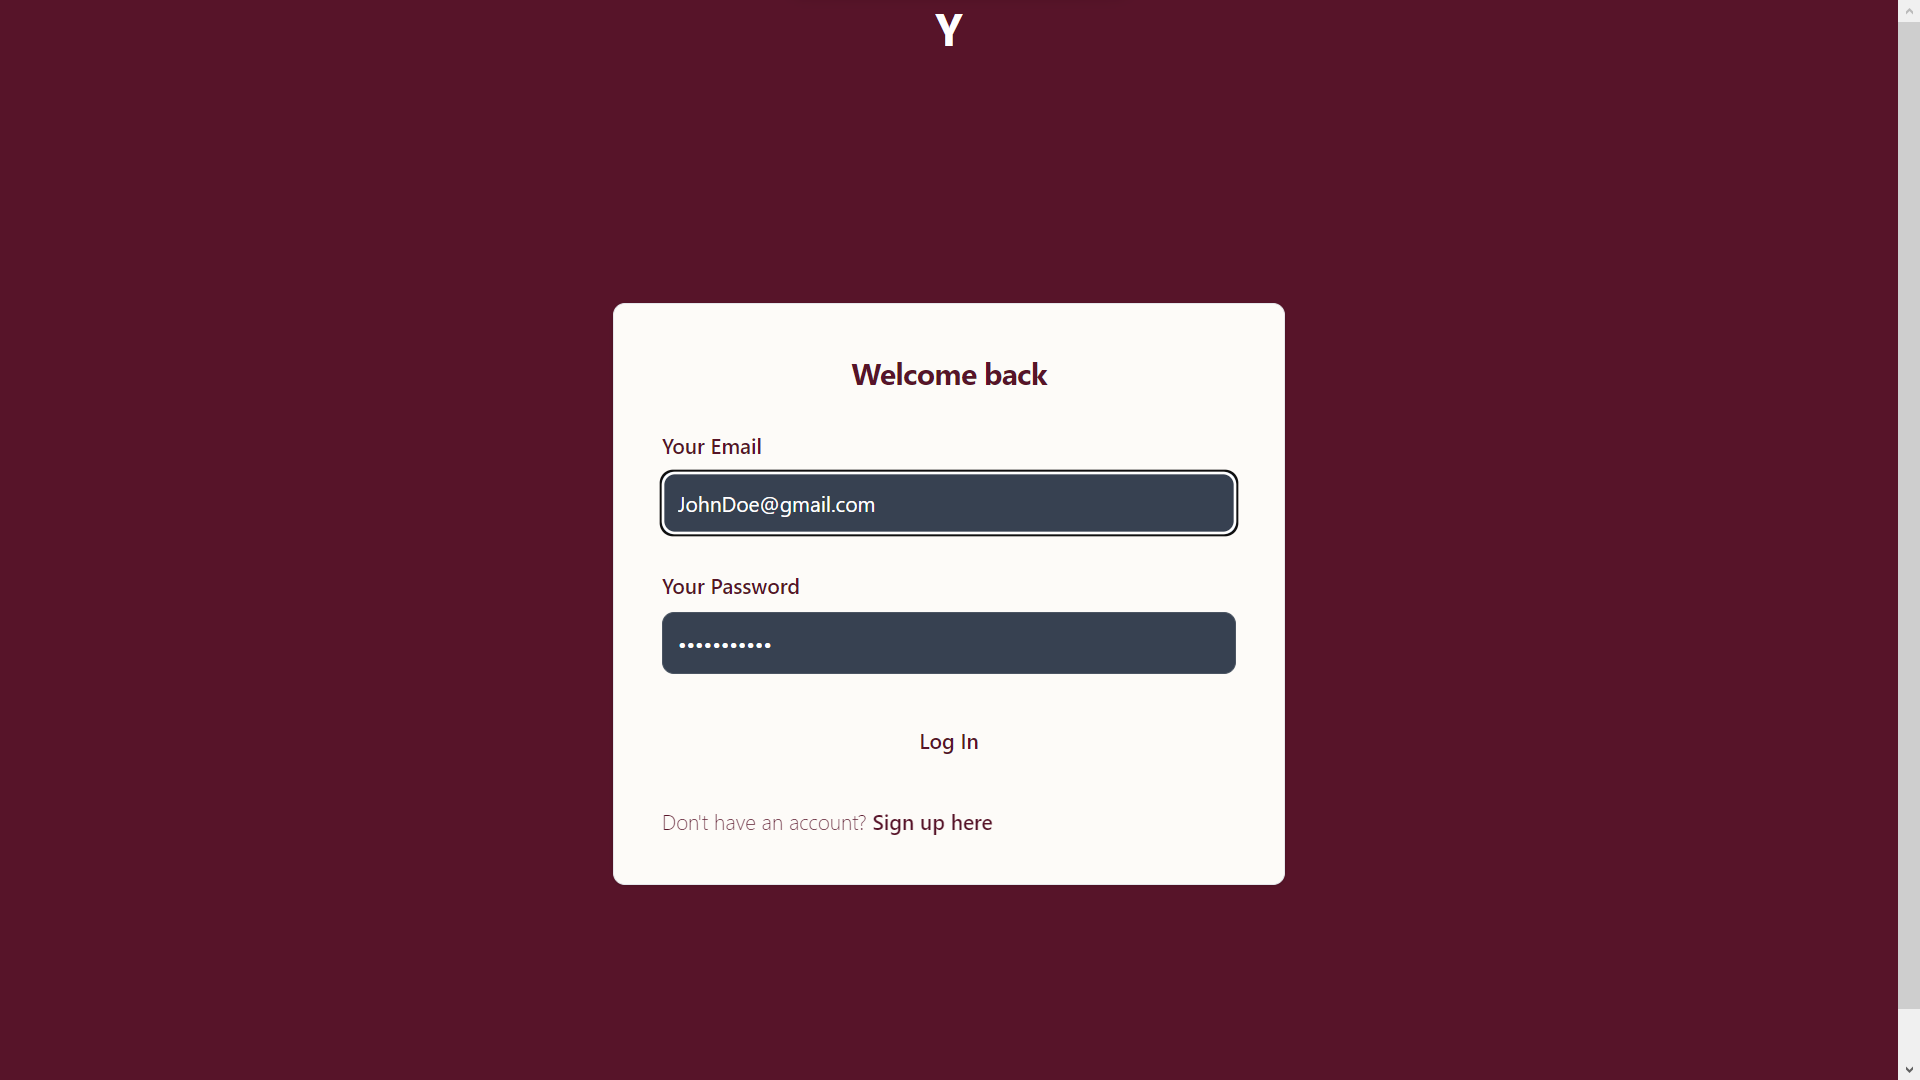 Y
Welcome back
Your Email
JohnDoe@gmail.com
Your Password
•••••••••••
Log In
Don't have an account? Sign up here